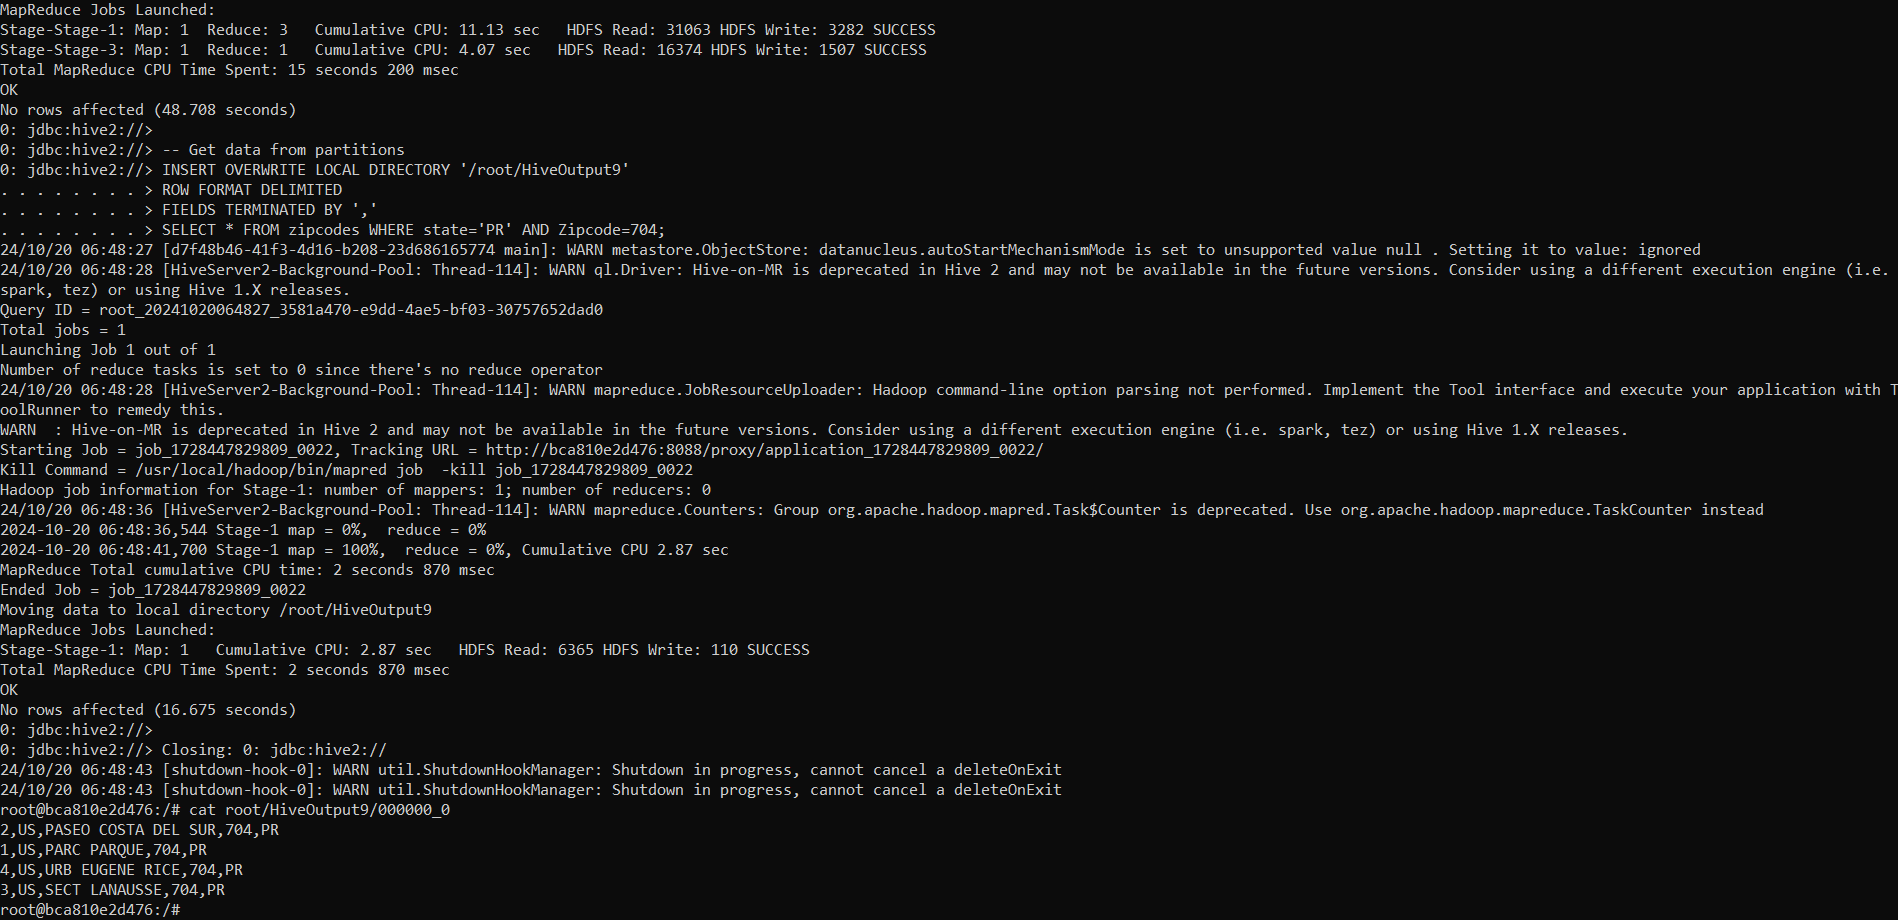 MapReduce Jobs Launched:
Stage-Stage-1: Map: 1  Reduce: 3   Cumulative CPU: 11.13 sec   HDFS Read: 31063 HDFS Write: 3282 SUCCESS
Stage-Stage-3: Map: 1  Reduce: 1   Cumulative CPU: 4.07 sec   HDFS Read: 16374 HDFS Write: 1507 SUCCESS
Total MapReduce CPU Time Spent: 15 seconds 200 msec
OK
No rows affected (48.708 seconds)
0: jdbc:hive2://>
0: jdbc:hive2://> -- Get data from partitions
0: jdbc:hive2://> INSERT OVERWRITE LOCAL DIRECTORY '/root/HiveOutput9'
. . . . . . . . > ROW FORMAT DELIMITED
. . . . . . . . > FIELDS TERMINATED BY ','
. . . . . . . . > SELECT * FROM zipcodes WHERE state='PR' AND Zipcode=704;
24/10/20 06:48:27 [d7f48b46-41f3-4d16-b208-23d686165774 main]: WARN metastore.ObjectStore: datanucleus.autoStartMechanismMode is set to unsupported value null . Setting it to value: ignored
24/10/20 06:48:28 [HiveServer2-Background-Pool: Thread-114]: WARN ql.Driver: Hive-on-MR is deprecated in Hive 2 and may not be available in the future versions. Consider using a different execution engine (i.e.
spark, tez) or using Hive 1.X releases.
Query ID = root_20241020064827_3581a470-e9dd-4ae5-bf03-30757652dad0
Total jobs = 1
Launching Job 1 out of 1
Number of reduce tasks is set to 0 since there's no reduce operator
24/10/20 06:48:28 [HiveServer2-Background-Pool: Thread-114]: WARN mapreduce.JobResourceUploader: Hadoop command-line option parsing not performed. Implement the Tool interface and execute your application with T
oolRunner to remedy this.
WARN  : Hive-on-MR is deprecated in Hive 2 and may not be available in the future versions. Consider using a different execution engine (i.e. spark, tez) or using Hive 1.X releases.
Starting Job = job_1728447829809_0022, Tracking URL = http://bca810e2d476:8088/proxy/application_1728447829809_0022/
Kill Command = /usr/local/hadoop/bin/mapred job  -kill job_1728447829809_0022
Hadoop job information for Stage-1: number of mappers: 1; number of reducers: 0
24/10/20 06:48:36 [HiveServer2-Background-Pool: Thread-114]: WARN mapreduce.Counters: Group org.apache.hadoop.mapred.Task$Counter is deprecated. Use org.apache.hadoop.mapreduce.TaskCounter instead
2024-10-20 06:48:36,544 Stage-1 map = 0%,  reduce = 0%
2024-10-20 06:48:41,700 Stage-1 map = 100%,  reduce = 0%, Cumulative CPU 2.87 sec
MapReduce Total cumulative CPU time: 2 seconds 870 msec
Ended Job = job_1728447829809_0022
Moving data to local directory /root/HiveOutput9
MapReduce Jobs Launched:
Stage-Stage-1: Map: 1   Cumulative CPU: 2.87 sec   HDFS Read: 6365 HDFS Write: 110 SUCCESS
Total MapReduce CPU Time Spent: 2 seconds 870 msec
OK
No rows affected (16.675 seconds)
0: jdbc:hive2://>
0: jdbc:hive2://> Closing: 0: jdbc:hive2://
24/10/20 06:48:43 [shutdown-hook-0]: WARN util.ShutdownHookManager: Shutdown in progress, cannot cancel a deleteOnExit
24/10/20 06:48:43 [shutdown-hook-0]: WARN util.ShutdownHookManager: Shutdown in progress, cannot cancel a deleteOnExit
root@bca810e2d476:/# cat root/HiveOutput9/000000_0
2,US,PASEO COSTA DEL SUR,704,PR
1,US,PARC PARQUE,704,PR
4,US,URB EUGENE RICE,704,PR
3,US,SECT LANAUSSE,704,PR
root@bca810e2d476:/#